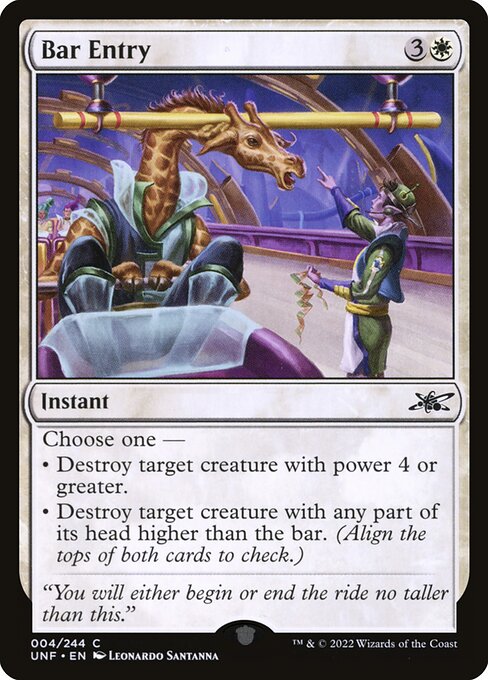 Bar Entry 3
Instant
Choose one —
• Destroy target creature with power 4 or
greater.
• Destroy target creature with any part of
its head higher than the bar. (Align the
tops of both cards to check.)
“You will either begin or end the ride no taller
than this.”
004/244 C
UNF • EN Leonardo Santanna
™ & © 2022 Wizards of the Coast